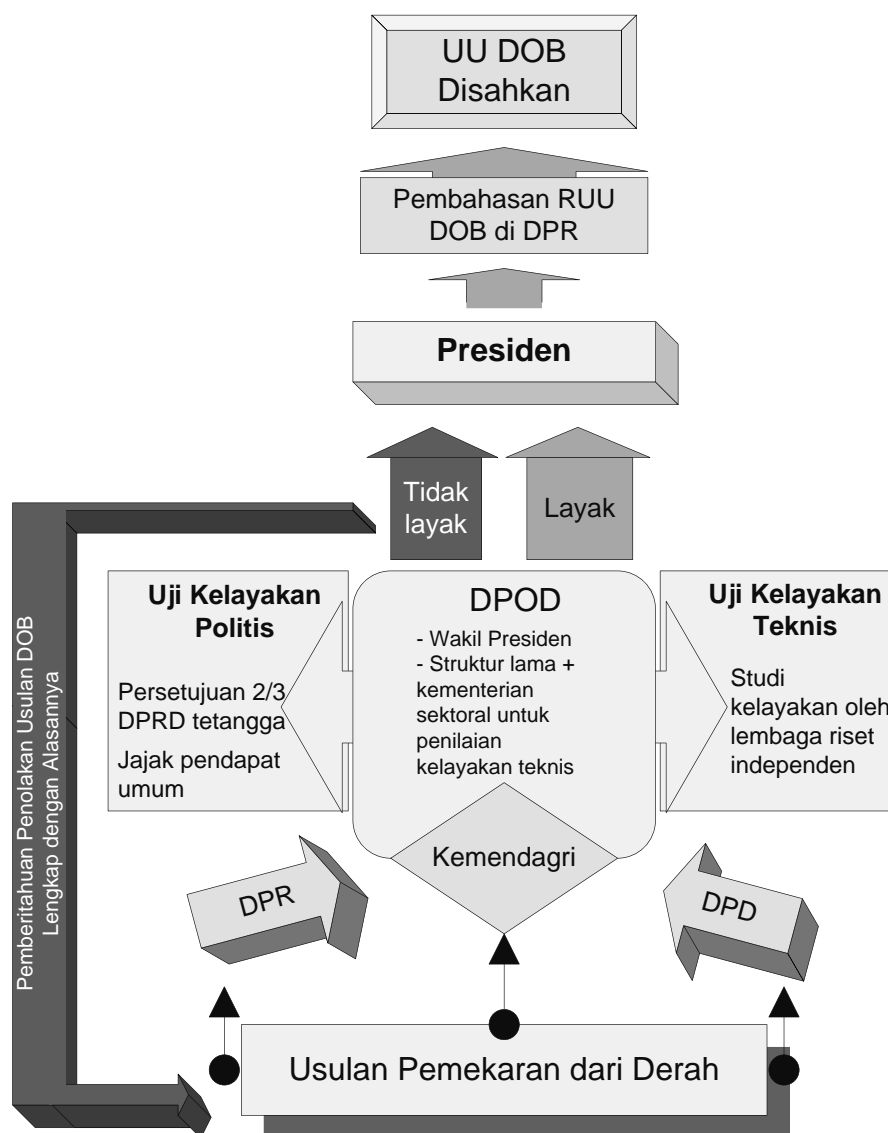 UU DOB
Disahkan
Pembahasan RUU
DOB di DPR
Presiden
Tidak
layak
Layak
Pemberitahuan Penolakan Usulan DOB
Lengkap dengan Alasannya
Uji Kelayakan
Politis
Persetujuan 2/3
DPRD tetangga
Jajak pendapat
umum
DPOD
- Wakil Presiden
- Struktur lama +
kementerian
sektoral untuk
penilaian
kelayakan teknis
Uji Kelayakan
Teknis
Studi
kelayakan oleh
lembaga riset
independen
Kemendagri
DPR
DPD
Usulan Pemekaran dari Derah